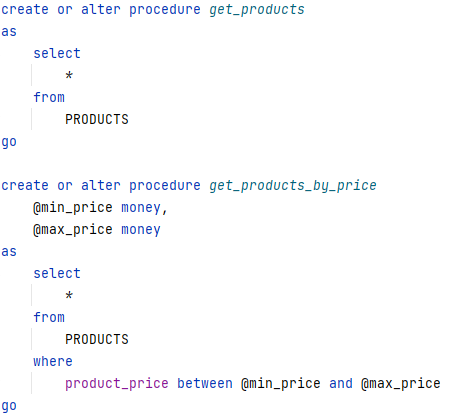 create or alter procedure get_products
as
    select
        *
    from
        PRODUCTS
go

create or alter procedure get_products_by_price
    @min_price money,
    @max_price money
as
    select
        *
    from
        PRODUCTS
    where
        product_price between @min_price and @max_price
go